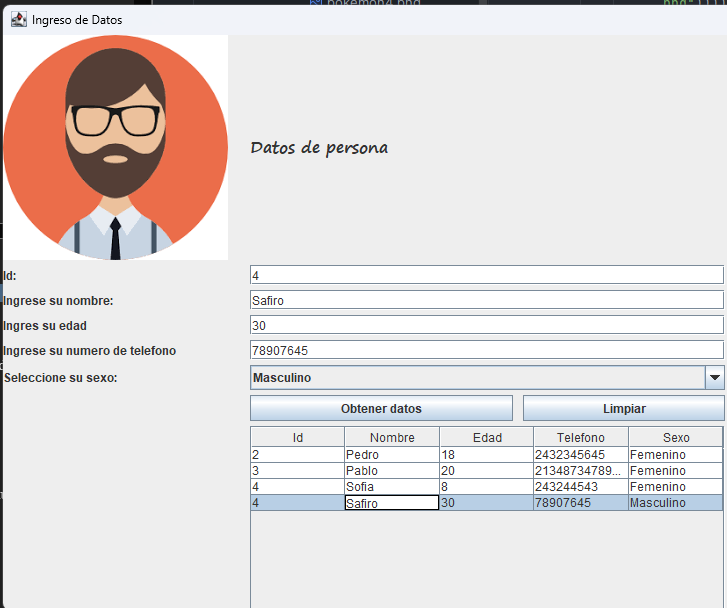 pokemon4.png
Ingreso de Datos
Datos de persona
Id: 4
Ingrese su nombre: Safiro
Ingres su edad 30
Ingrese su numero de telefono 78907645
Seleccione su sexo: Masculino
Obtener datos Limpiar
Id Nombre Edad Telefono Sexo
2 Pedro 18 2432345645 Femenino
3 Pablo 20 21348734789... Femenino
4 Sofia 8 243244543 Femenino
4 Safiro 30 78907645 Masculino